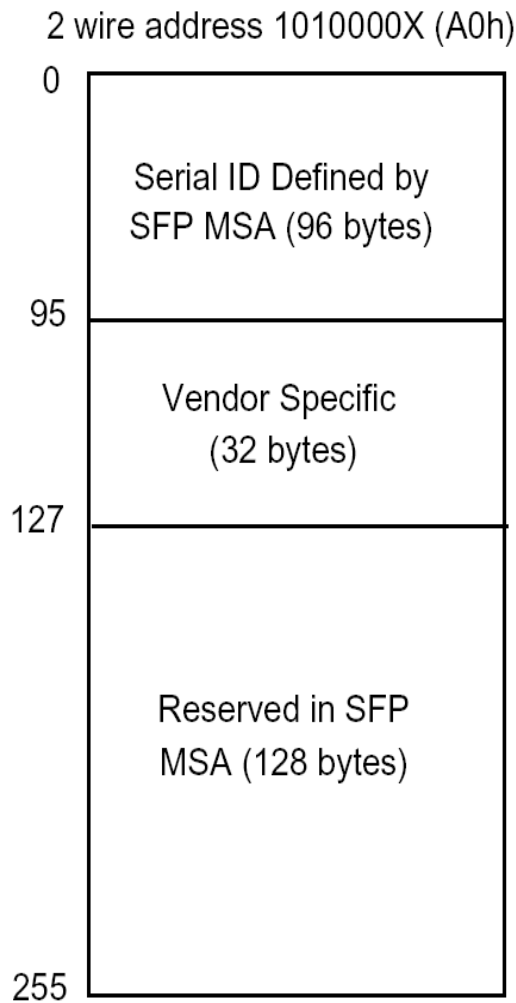 2 wire address 1010000X (A0h)
0
Serial ID Defined by
SFP MSA (96 bytes)
95
Vendor Specific
(32 bytes)
127
Reserved in SFP
MSA (128 bytes)
255